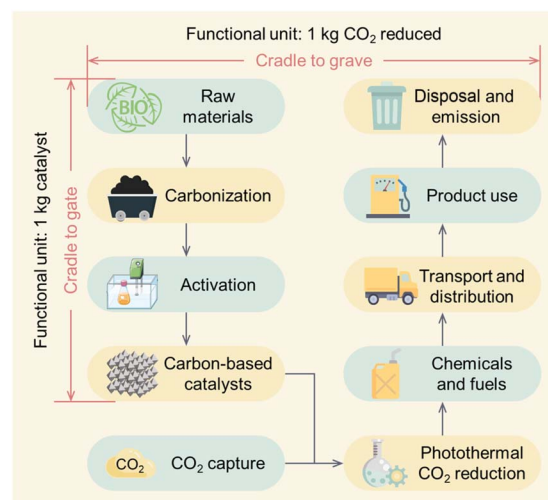 Functional unit: 1 kg CO₂ reduced
Cradle to grave
Functional unit: 1 kg catalyst
Cradle to gate
BIO
Raw
materials
Carbonization
Activation
Carbon-based
catalysts
CO₂
CO₂ capture
Disposal and
emission
Product use
Transport and
distribution
Chemicals
and fuels
Photothermal
CO₂ reduction